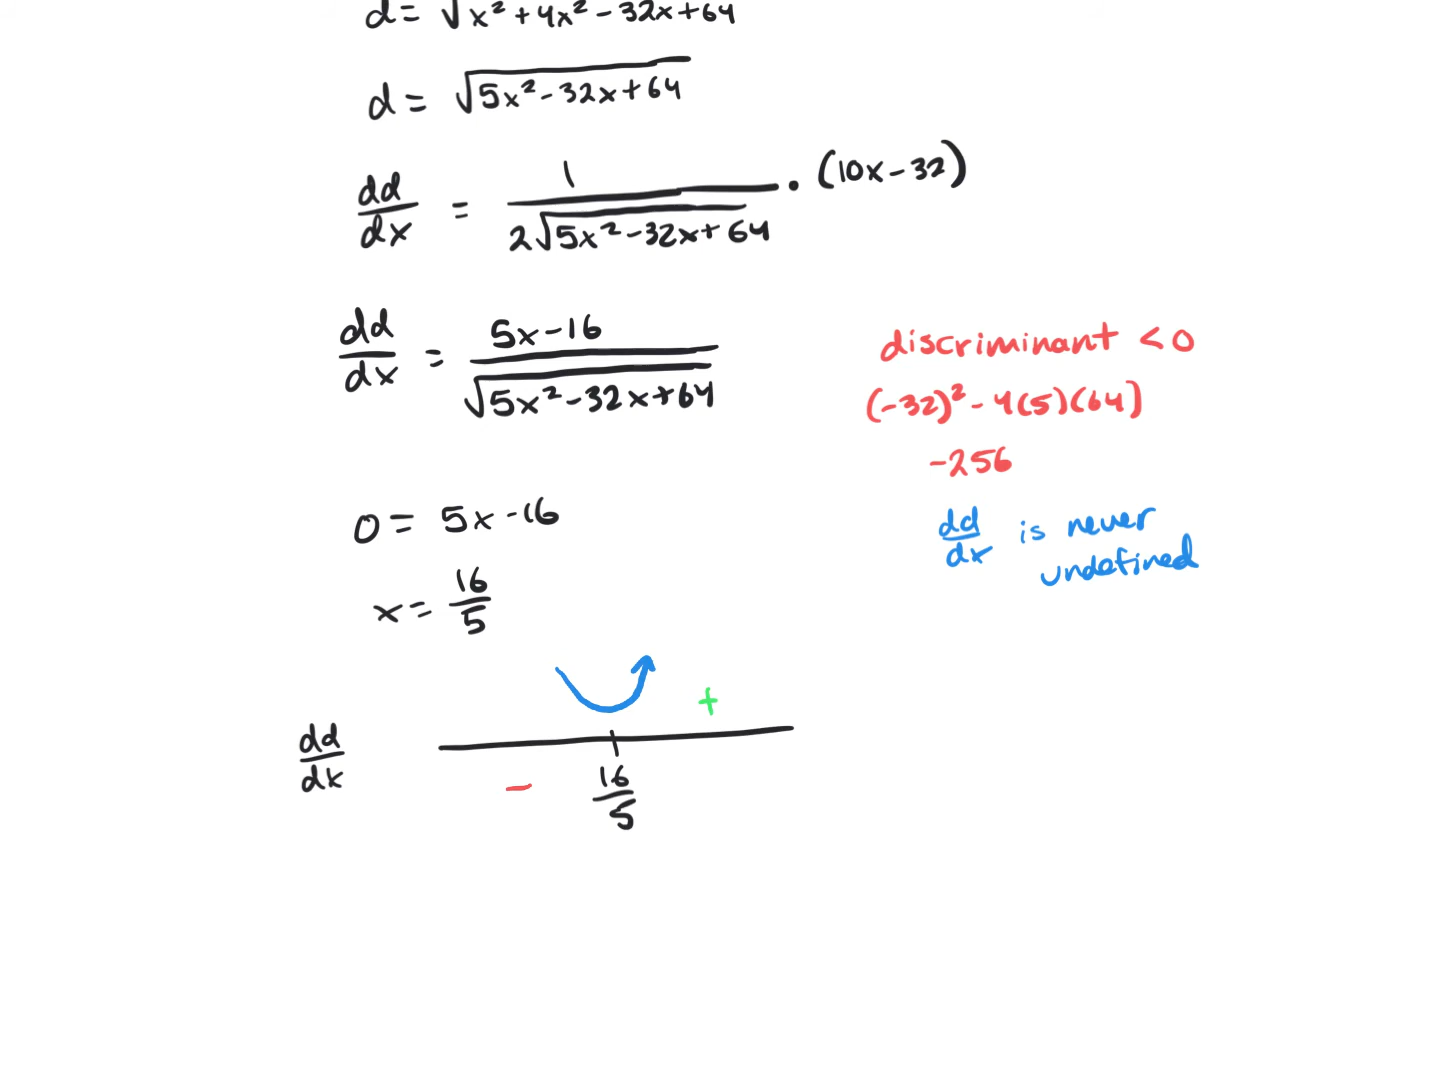 d = √x² + 4x² - 32x + 64
d = √5x² - 32x + 64
dd/dx = 1/2√5x² - 32x + 64 · (10x - 32)
dd/dx = 5x - 16/√5x² - 32x + 64
discriminant < 0
(-32)² - 4(5)(64)
-256
dd/dx is never
undefined
0 = 5x - 16
x = 16/5
+
dd/dx
- 16/5